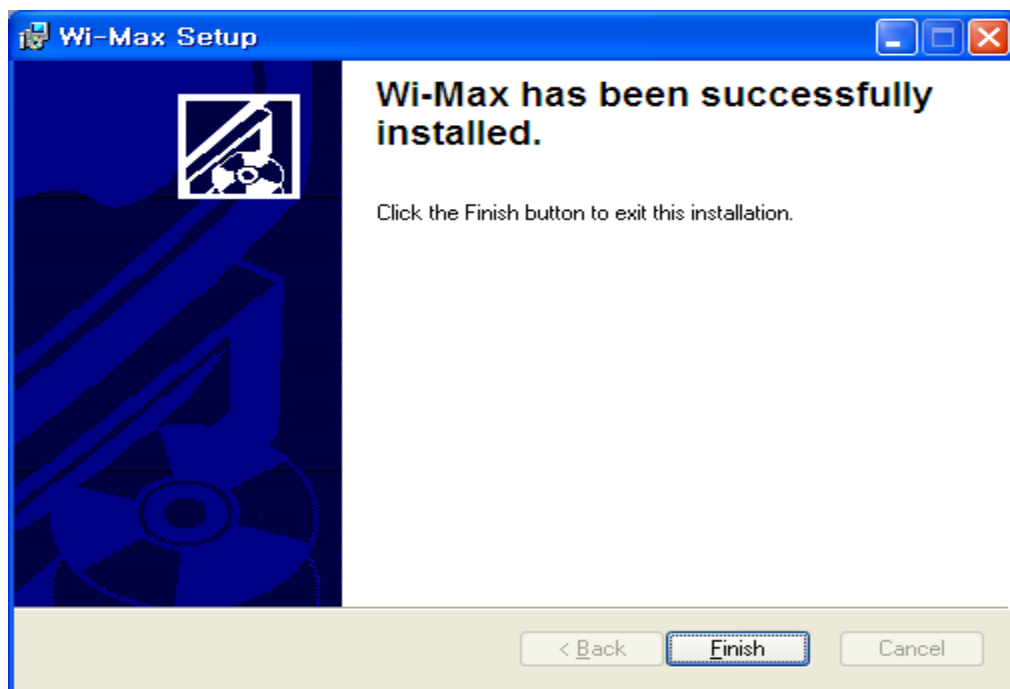 Wi-Max Setup
Wi-Max has been successfully
installed.
Click the Finish button to exit this installation.
< Back
Finish
Cancel